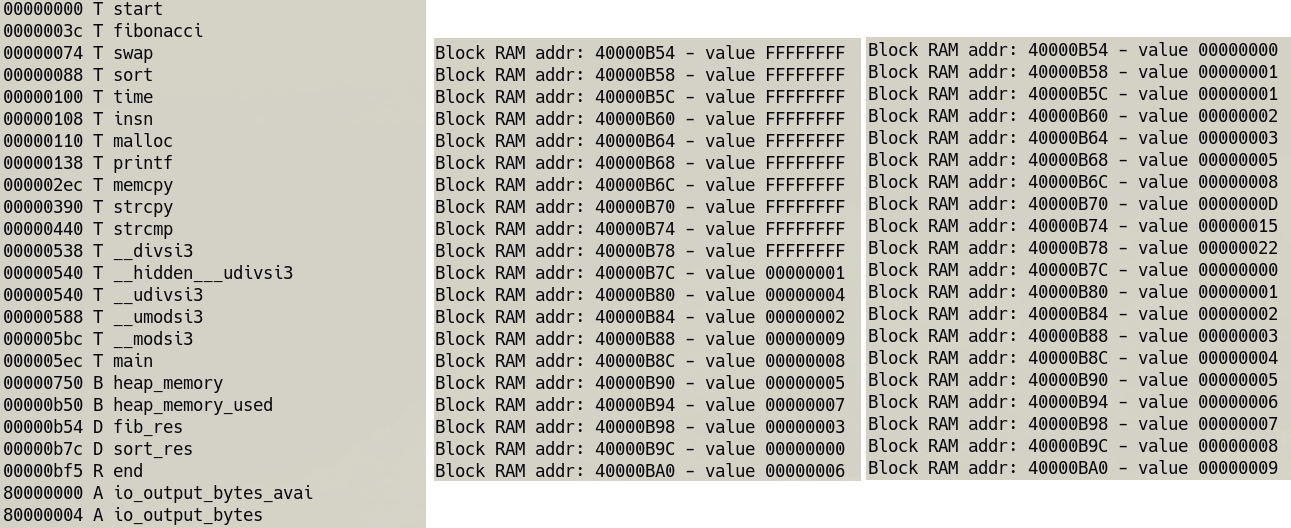 00000000 T start
0000003c T fibonacci
00000074 T swap
00000088 T sort
00000100 T time
00000108 T insn
00000110 T malloc
00000138 T printf
000002ec T memcpy
00000390 T strcpy
00000440 T strcmp
00000538 T __divsi3
00000540 T __hidden___udivsi3
00000540 T __udivsi3
00000588 T __umodsi3
000005bc T __modsi3
000005ec T main
00000750 B heap_memory
00000b50 B heap_memory_used
00000b54 D fib_res
00000b7c D sort_res
00000bf5 R end
80000000 A io_output_bytes_avai
80000004 A io_output_bytes
Block RAM addr: 40000B54 – value FFFFFFFF
Block RAM addr: 40000B58 – value FFFFFFFF
Block RAM addr: 40000B5C – value FFFFFFFF
Block RAM addr: 40000B60 – value FFFFFFFF
Block RAM addr: 40000B64 – value FFFFFFFF
Block RAM addr: 40000B68 – value FFFFFFFF
Block RAM addr: 40000B6C – value FFFFFFFF
Block RAM addr: 40000B70 – value FFFFFFFF
Block RAM addr: 40000B74 – value FFFFFFFF
Block RAM addr: 40000B78 – value FFFFFFFF
Block RAM addr: 40000B7C – value 00000001
Block RAM addr: 40000B80 – value 00000004
Block RAM addr: 40000B84 – value 00000002
Block RAM addr: 40000B88 – value 00000009
Block RAM addr: 40000B8C – value 00000008
Block RAM addr: 40000B90 – value 00000005
Block RAM addr: 40000B94 – value 00000007
Block RAM addr: 40000B98 – value 00000003
Block RAM addr: 40000B9C – value 00000000
Block RAM addr: 40000BA0 – value 00000006
Block RAM addr: 40000B54 – value 00000000
Block RAM addr: 40000B58 – value 00000001
Block RAM addr: 40000B5C – value 00000001
Block RAM addr: 40000B60 – value 00000002
Block RAM addr: 40000B64 – value 00000003
Block RAM addr: 40000B68 – value 00000005
Block RAM addr: 40000B6C – value 00000008
Block RAM addr: 40000B70 – value 0000000D
Block RAM addr: 40000B74 – value 00000015
Block RAM addr: 40000B78 – value 00000022
Block RAM addr: 40000B7C – value 00000000
Block RAM addr: 40000B80 – value 00000001
Block RAM addr: 40000B84 – value 00000002
Block RAM addr: 40000B88 – value 00000003
Block RAM addr: 40000B8C – value 00000004
Block RAM addr: 40000B90 – value 00000005
Block RAM addr: 40000B94 – value 00000006
Block RAM addr: 40000B98 – value 00000007
Block RAM addr: 40000B9C – value 00000008
Block RAM addr: 40000BA0 – value 00000009